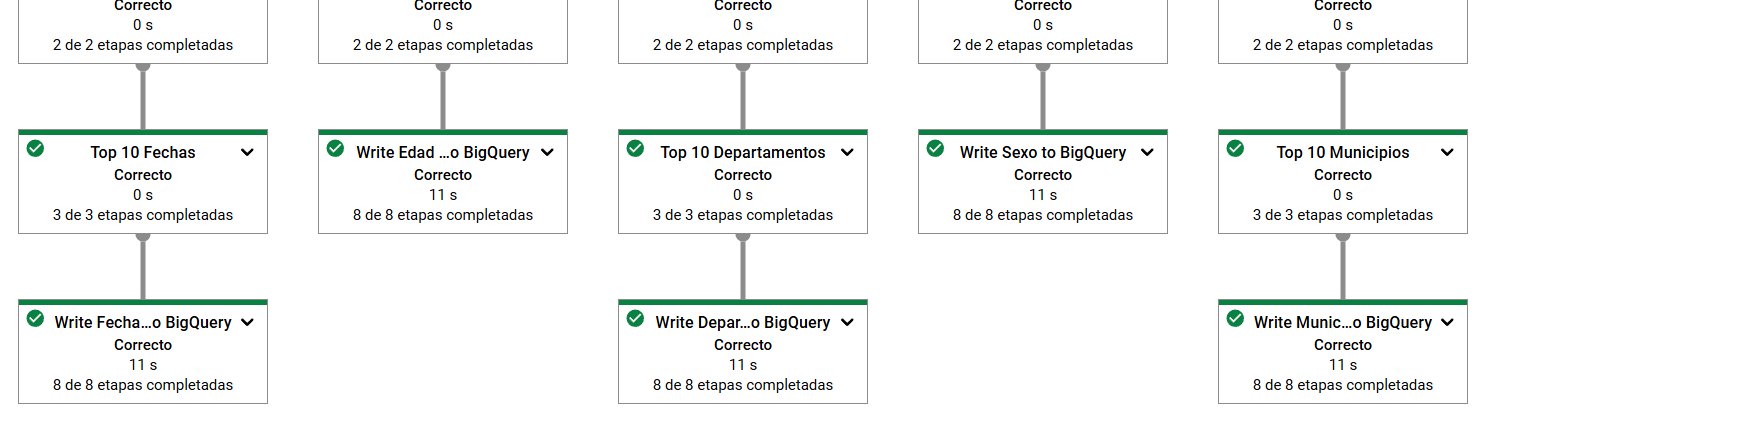 Correcto
0 s
2 de 2 etapas completadas
Correcto
0 s
2 de 2 etapas completadas
Correcto
0 s
2 de 2 etapas completadas
Correcto
0 s
2 de 2 etapas completadas
Correcto
0 s
2 de 2 etapas completadas
Top 10 Fechas
Correcto
0 s
3 de 3 etapas completadas
Write Edad ...o BigQuery
Correcto
11 s
8 de 8 etapas completadas
Top 10 Departamentos
Correcto
0 s
3 de 3 etapas completadas
Write Sexo to BigQuery
Correcto
11 s
8 de 8 etapas completadas
Top 10 Municipios
Correcto
0 s
3 de 3 etapas completadas
Write Fecha...o BigQuery
Correcto
11 s
8 de 8 etapas completadas
Write Depar...o BigQuery
Correcto
11 s
8 de 8 etapas completadas
Write Munic...o BigQuery
Correcto
11 s
8 de 8 etapas completadas